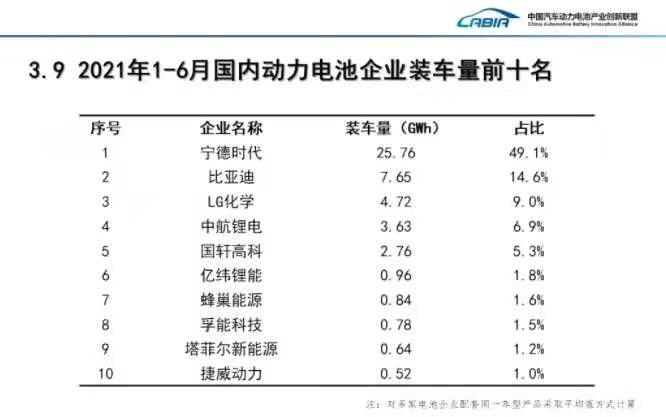 CABIA 中国汽车动力电池产业创新联盟
China Automotive Battery Innovation Alliance
3.9 2021年1-6月国内动力电池企业装车量前十名
序号 企业名称 装车量（GWh） 占比
1 宁德时代 25.76 49.1%
2 比亚迪 7.65 14.6%
3 LG化学 4.72 9.0%
4 中航锂电 3.63 6.9%
5 国轩高科 2.76 5.3%
6 亿纬锂能 0.96 1.8%
7 蜂巢能源 0.84 1.6%
8 孚能科技 0.78 1.5%
9 塔菲尔新能源 0.64 1.2%
10 捷威动力 0.52 1.0%
注：对多家电池企业配套同一车型产品采取平均值方式计算